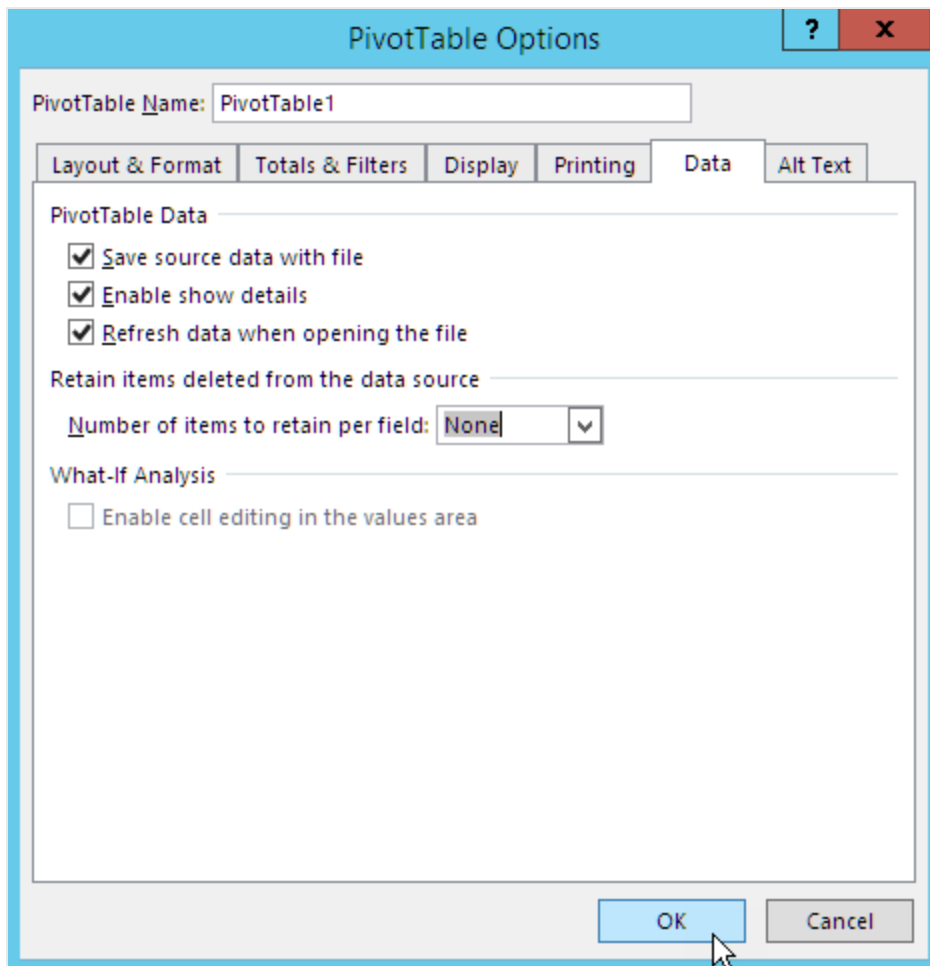 PivotTable Options ? x
PivotTable Name: PivotTable1
Layout & Format Totals & Filters Display Printing Data Alt Text
PivotTable Data
Save source data with file
Enable show details
Refresh data when opening the file
Retain items deleted from the data source
Number of items to retain per field: None
What-If Analysis
Enable cell editing in the values area
OK Cancel